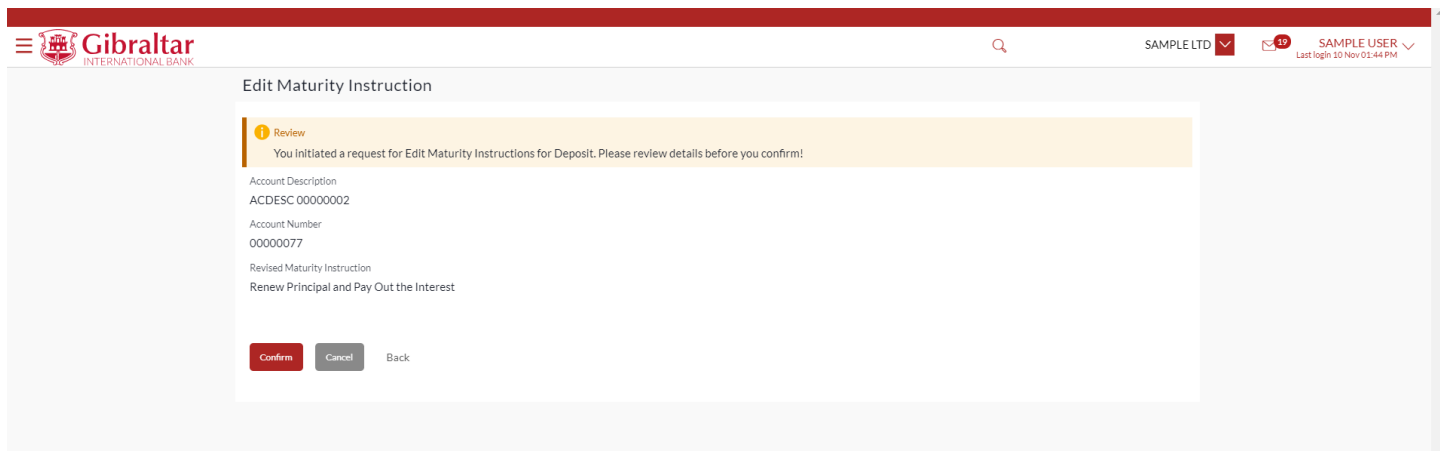 Gibraltar
INTERNATIONAL BANK
SAMPLE LTD
19
SAMPLE USER
Last login 10 Nov 01:44 PM
Edit Maturity Instruction
Review
You initiated a request for Edit Maturity Instructions for Deposit. Please review details before you confirm!
Account Description
ACDESC 00000002
Account Number
00000077
Revised Maturity Instruction
Renew Principal and Pay Out the Interest
Confirm Cancel Back